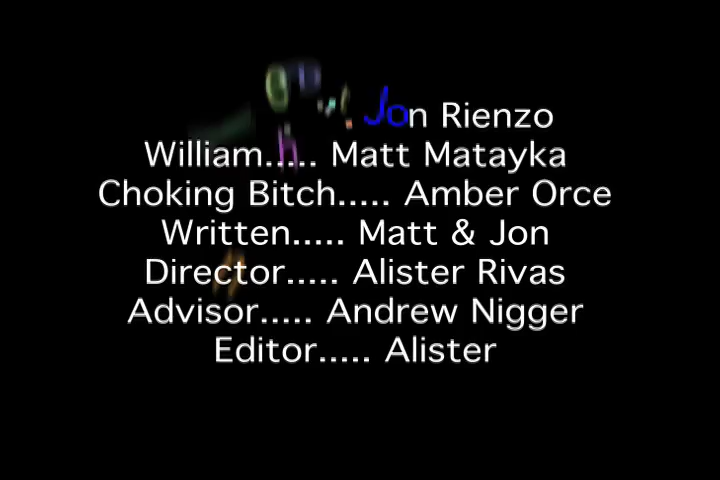 Jon Rienzo
William..... Matt Matayka
Choking Bitch..... Amber Orce
Written..... Matt & Jon
Director..... Alister Rivas
Advisor..... Andrew Nigger
Editor..... Alister